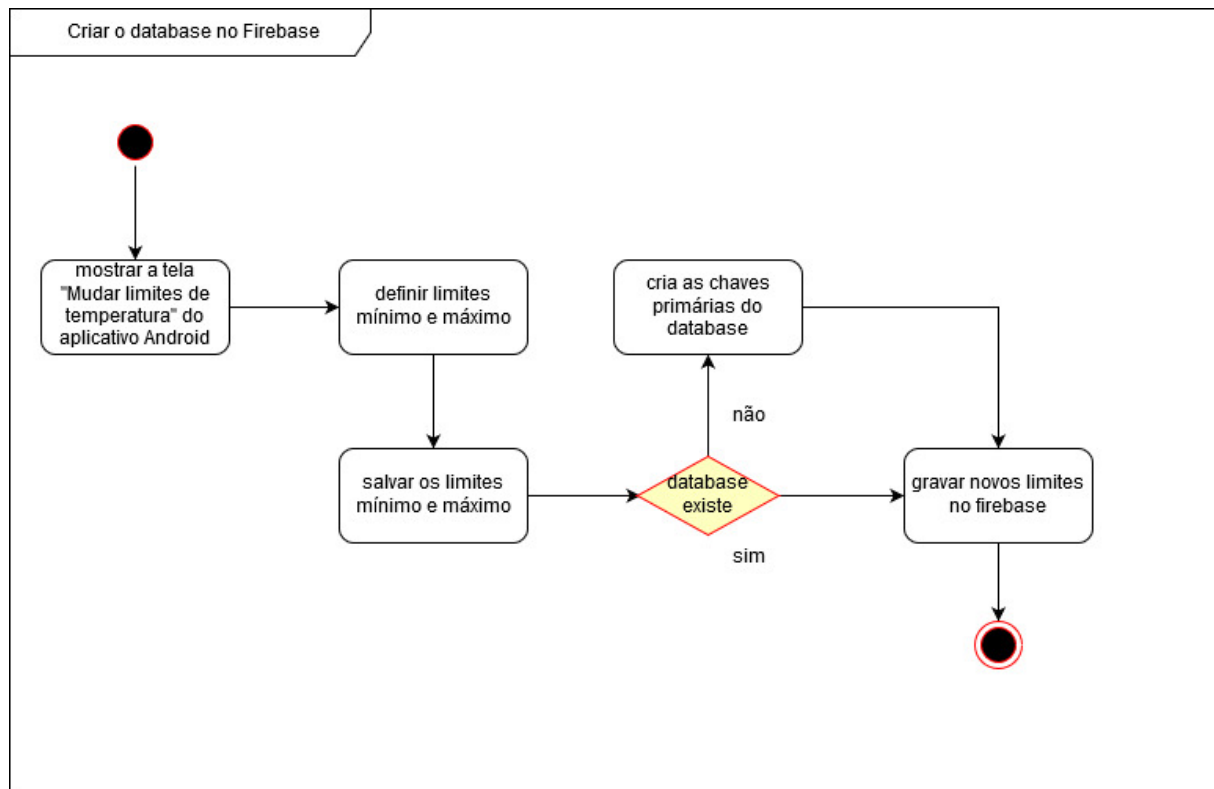 Criar o database no Firebase
mostrar a tela
"Mudar limites de
temperatura" do
aplicativo Android
definir limites
mínimo e máximo
cria as chaves
primárias do
database
não
salvar os limites
mínimo e máximo
database
existe
gravar novos limites
no firebase
sim